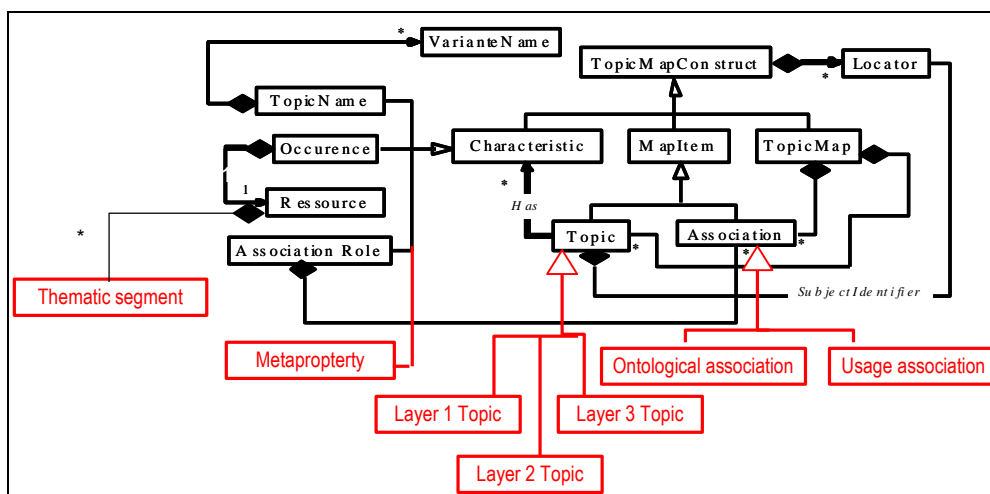 * VarianteName
TopicMapConstruct * Locator
TopicName
Occurence Characteristic MapItem TopicMap
1 * Has
Ressource
* Topic * Association * *
Association Role
Thematic segment
SubjectIdentifier
Metapropterty
Ontological association Usage association
Layer 1 Topic Layer 3 Topic
Layer 2 Topic